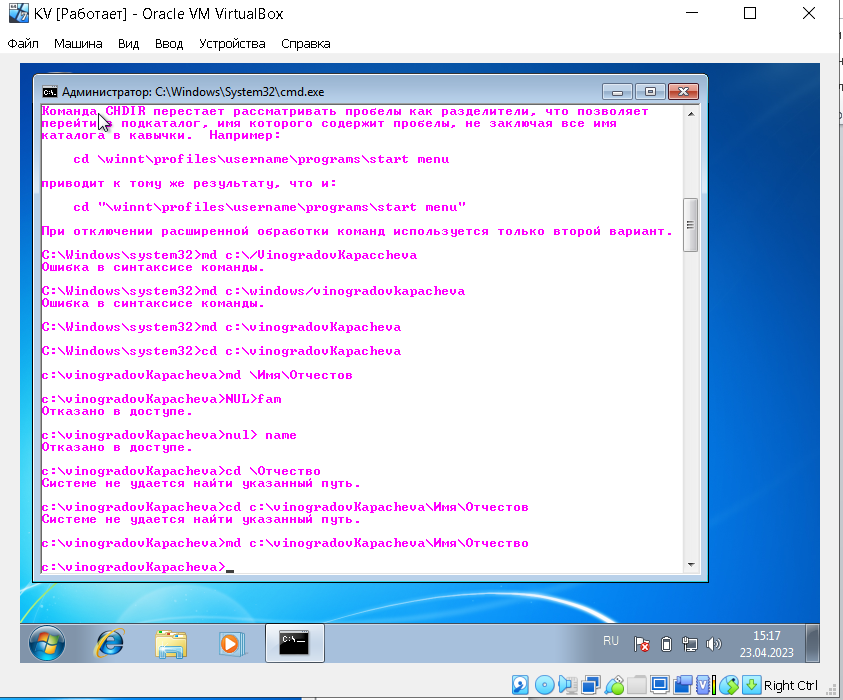 KV [Работает] - Oracle VM VirtualBox
Файл Машина Вид Ввод Устройства Справка
Администратор: C:\Windows\System32\cmd.exe
Команда CHDIR перестает рассматривать пробелы как разделители, что позволяет
перейти в подкаталог, имя которого содержит пробелы, не заключая все имя
каталога в кавычки. Например:
cd \winnt\profiles\username\programs\start menu
приводит к тому же результату, что и:
cd "\winnt\profiles\username\programs\start menu"
При отключении расширенной обработки команд используется только второй вариант.
C:\Windows\system32>md c:\/VinogradovKapaccheva
Ошибка в синтаксисе команды.
C:\Windows\system32>md c:\windows/vinogradovkapacheva
Ошибка в синтаксисе команды.
C:\Windows\system32>md c:\vinogradovKapacheva
C:\Windows\system32>cd c:\vinogradovKapacheva
c:\vinogradovKapacheva>md \Имя\Отчестов
c:\vinogradovKapacheva>NUL>fam
Отказано в доступе.
c:\vinogradovKapacheva>nul> name
Отказано в доступе.
c:\vinogradovKapacheva>cd \Отчество
Системе не удается найти указанный путь.
c:\vinogradovKapacheva>cd c:\vinogradovKapacheva\Имя\Отчестов
Системе не удается найти указанный путь.
c:\vinogradovKapacheva>md c:\vinogradovKapacheva\Имя\Отчество
c:\vinogradovKapacheva>_
RU
15:17
23.04.2023
Right Ctrl